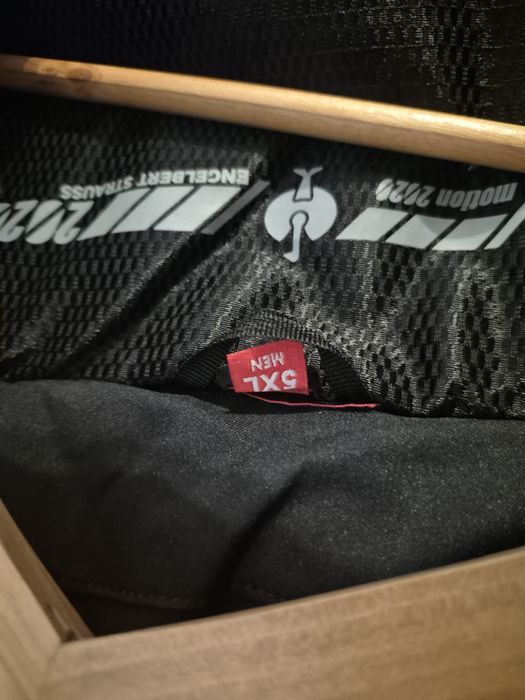 5XL
MEN
motion 2020
2020
ENGELBERT STRAUSS